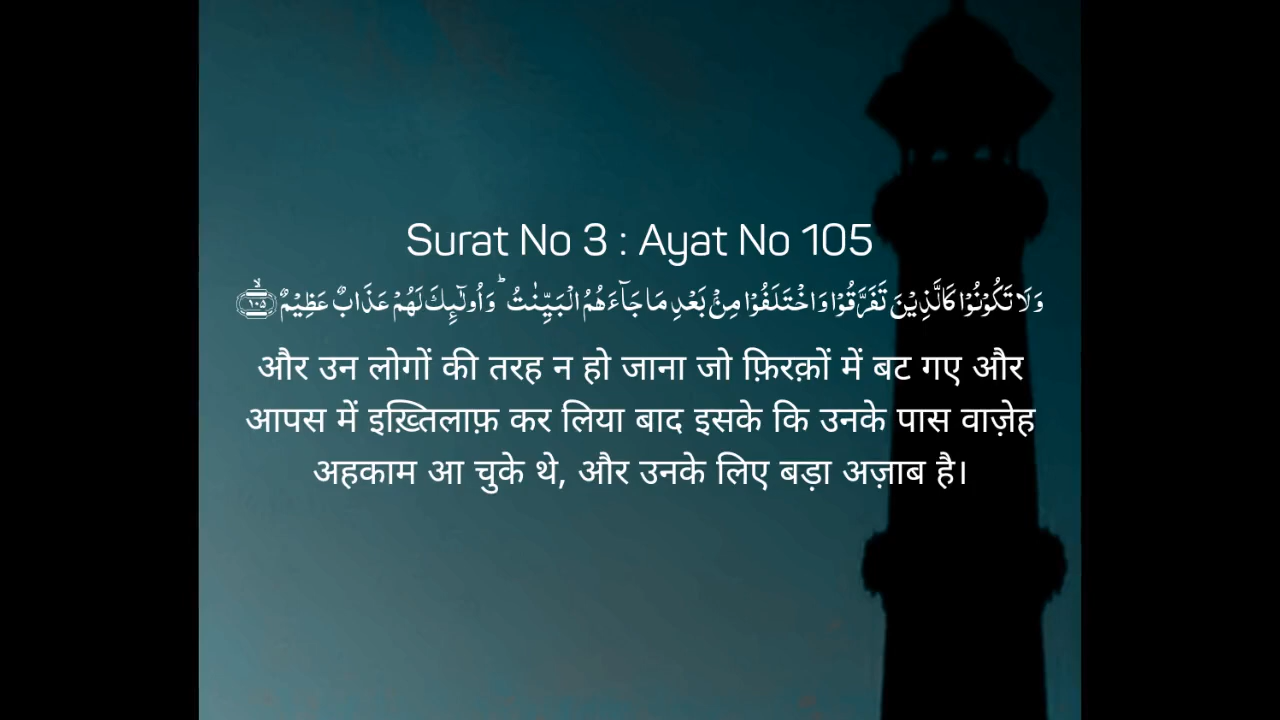 Surat No 3 : Ayat No 105
وَلَا تَكُوۡنُوۡا كَالَّذِيۡنَ تَفَرَّقُوۡا وَاخۡتَلَفُوۡا مِنۡۢ بَعۡدِ مَا جَآءَهُمُ الۡبَيِّنٰتُ‌ؕ وَاُولٰٓٮِٕكَ لَهُمۡ عَذَابٌ عَظِيۡمٌۙ‏ ﴿۱۰۵﴾
और उन लोगों की तरह न हो जाना जो फ़िरक़ों में बट गए और
आपस में इख़्तिलाफ़ कर लिया बाद इसके कि उनके पास वाज़ेह
अहकाम आ चुके थे, और उनके लिए बड़ा अज़ाब है।